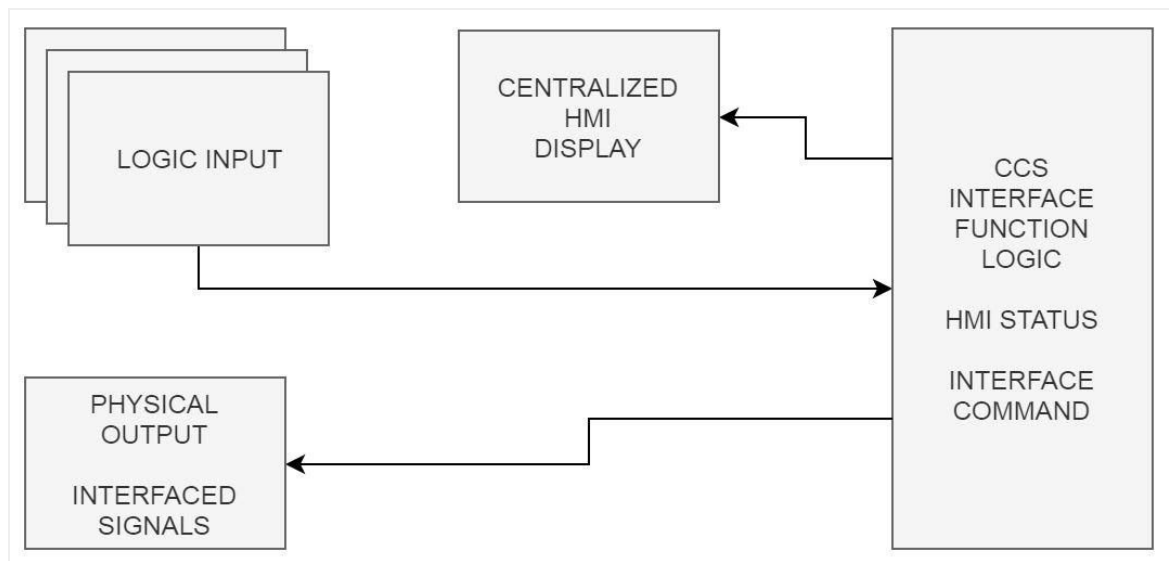 LOGIC INPUT
CENTRALIZED
HMI
DISPLAY
CCS
INTERFACE
FUNCTION
LOGIC
HMI STATUS
INTERFACE
COMMAND
PHYSICAL
OUTPUT
INTERFACED
SIGNALS